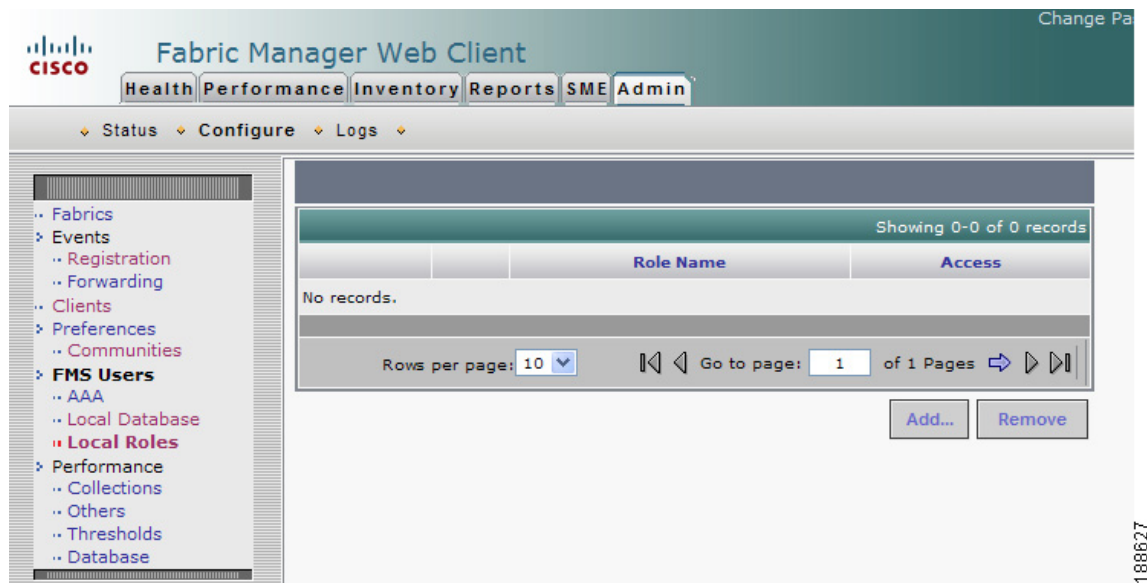 Change Pa
CISCO
Fabric Manager Web Client
Health Performance Inventory Reports SME Admin
Status Configure Logs
Fabrics
Events
Registration
Forwarding
Clients
Preferences
Communities
FMS Users
AAA
Local Database
Local Roles
Performance
Collections
Others
Thresholds
Database
Showing 0-0 of 0 records
Role Name Access
No records.
Rows per page: 10 Go to page: 1 of 1 Pages
Add... Remove
188627